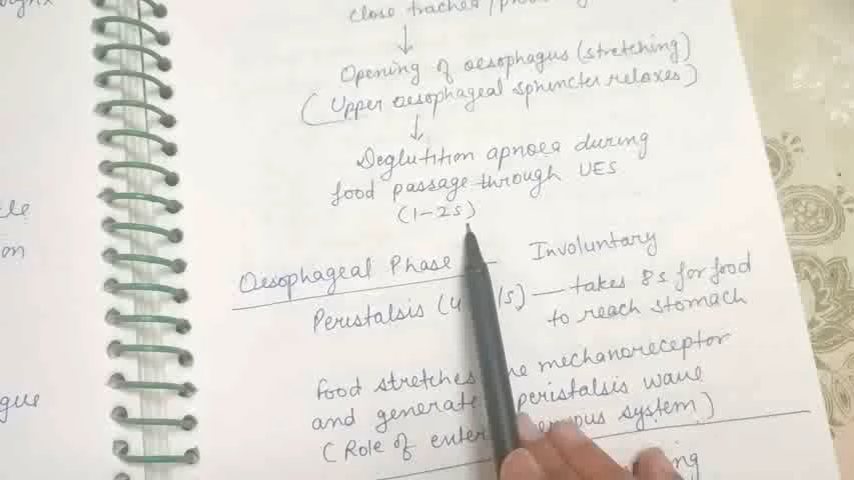 close trachea
↓
Opening of oesophagus (stretching)
(Upper oesophageal sphincter relaxes)
↓
Deglutition apnoea during
food passage through UES
(1-2s)
Oesophageal Phase — Involuntary
Peristalsis (4 /s) — takes 8s for food
to reach stomach
food stretches mechanoreceptor
and generate peristalsis wave
(Role of system)
on